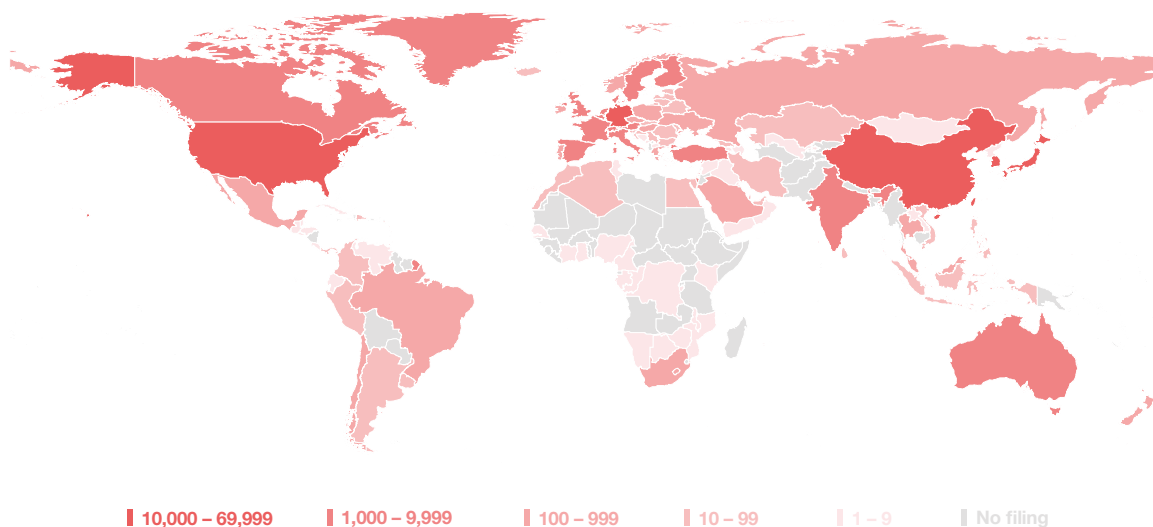 10,000 – 69,999 1,000 – 9,999 100 – 999 10 – 99 1 – 9 No filing